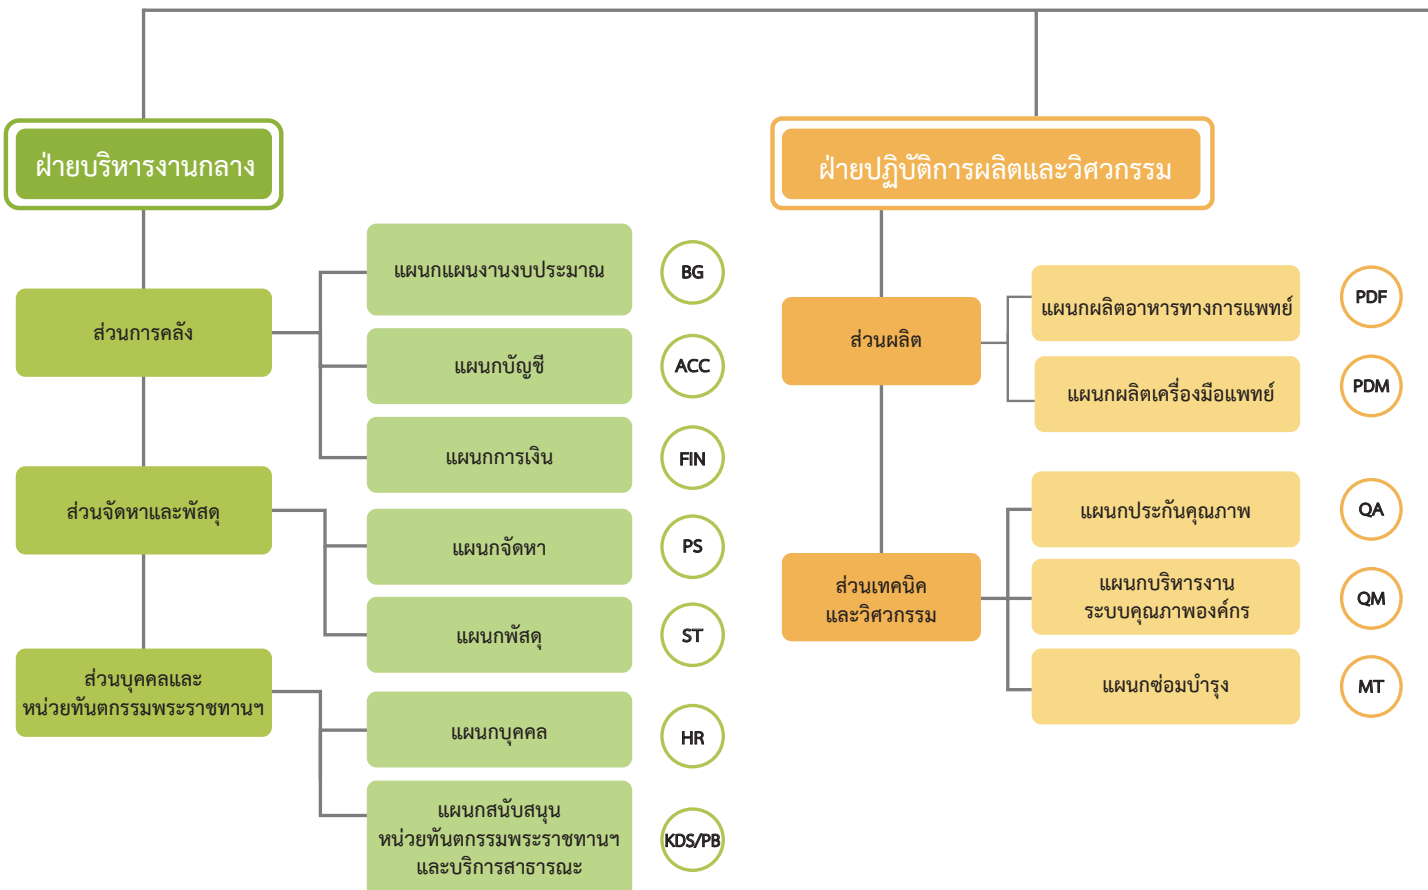 ฝ่ายบริหารงานกลาง
ส่วนการคลัง
แผนกแผนงานงบประมาณ
BG
แผนกบัญชี
ACC
แผนกการเงิน
FIN
ส่วนจัดหาและพัสดุ
แผนกจัดหา
PS
แผนกพัสดุ
ST
ส่วนบุคคลและ
หน่วยทันตกรรมพระราชทานฯ
แผนกบุคคล
HR
แผนกสนับสนุน
หน่วยทันตกรรมพระราชทานฯ
และบริการสาธารณะ
KDS/PB
ฝ่ายปฏิบัติการผลิตและวิศวกรรม
ส่วนผลิต
แผนกผลิตอาหารทางการแพทย์
PDF
แผนกผลิตเครื่องมือแพทย์
PDM
ส่วนเทคนิค
และวิศวกรรม
แผนกประกันคุณภาพ
QA
แผนกบริหารงาน
ระบบคุณภาพองค์กร
QM
แผนกซ่อมบำรุง
MT